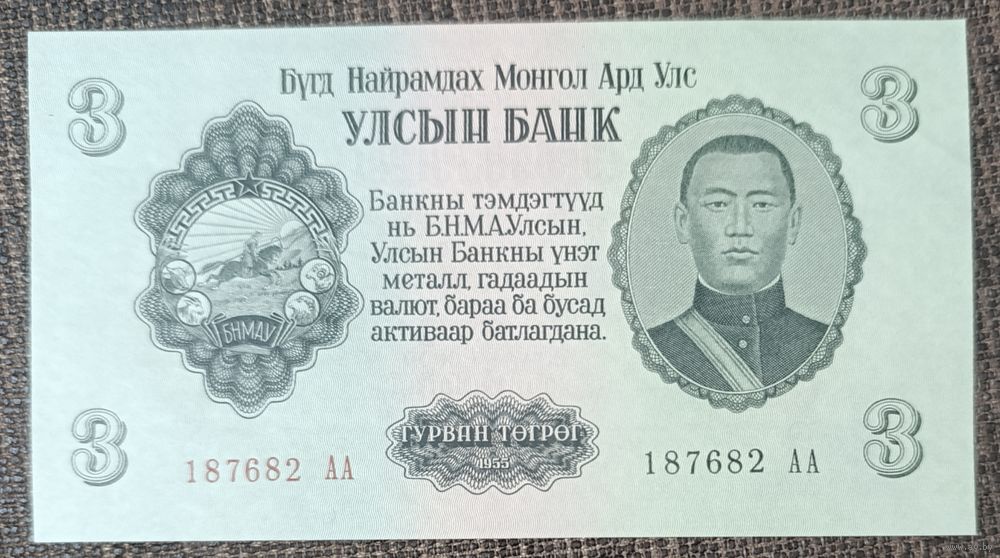 3
3
Бүгд Найрамдах Монгол Ард Улс
УЛСЫН БАНК
Банкны тэмдэгтүүд
нь Б.Н.М.А.Улсын,
Улсын Банкны үнэт
металл, гадаадын
валют, бараа ба бусад
активаар батлагдана.
БНМАУ
ГУРВАН ТӨГРӨГ
1955
3
3
187682 АА
187682 АА